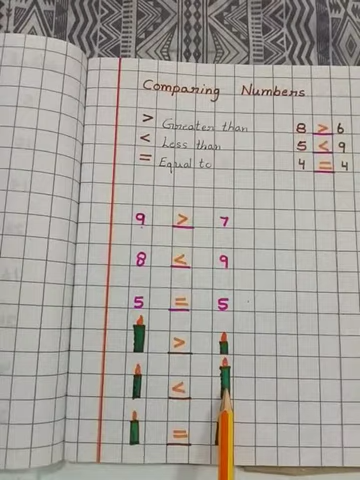 Comparing Numbers
> Greater than 8 > 6
< Less than 5 < 9
= Equal to 4 = 4
9 > 7
8 < 9
5 = 5
>
<
=